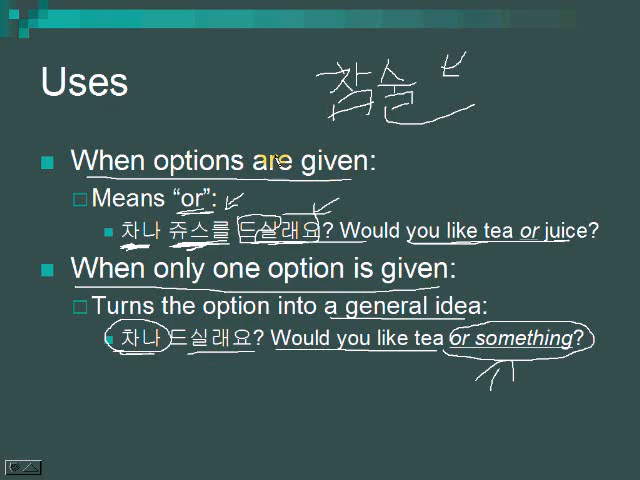 Uses
When options are given:
Means “or”:
차나 쥬스를 드실래요? Would you like tea or juice?
When only one option is given:
Turns the option into a general idea:
차나 드실래요? Would you like tea or something?